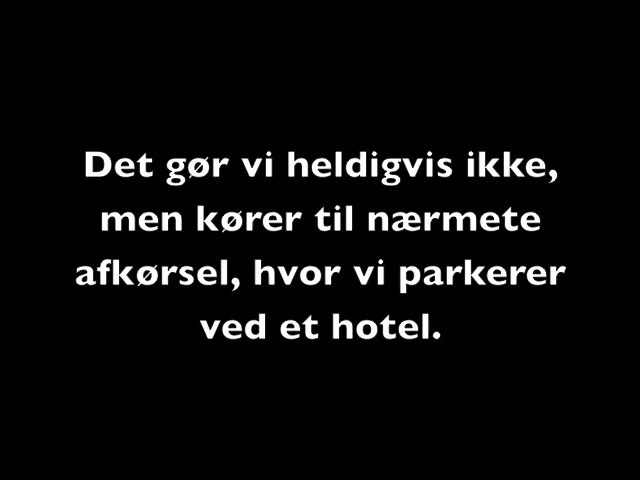 Det gør vi heldigvis ikke,
men kører til nærmete
afkørsel, hvor vi parkerer
ved et hotel.